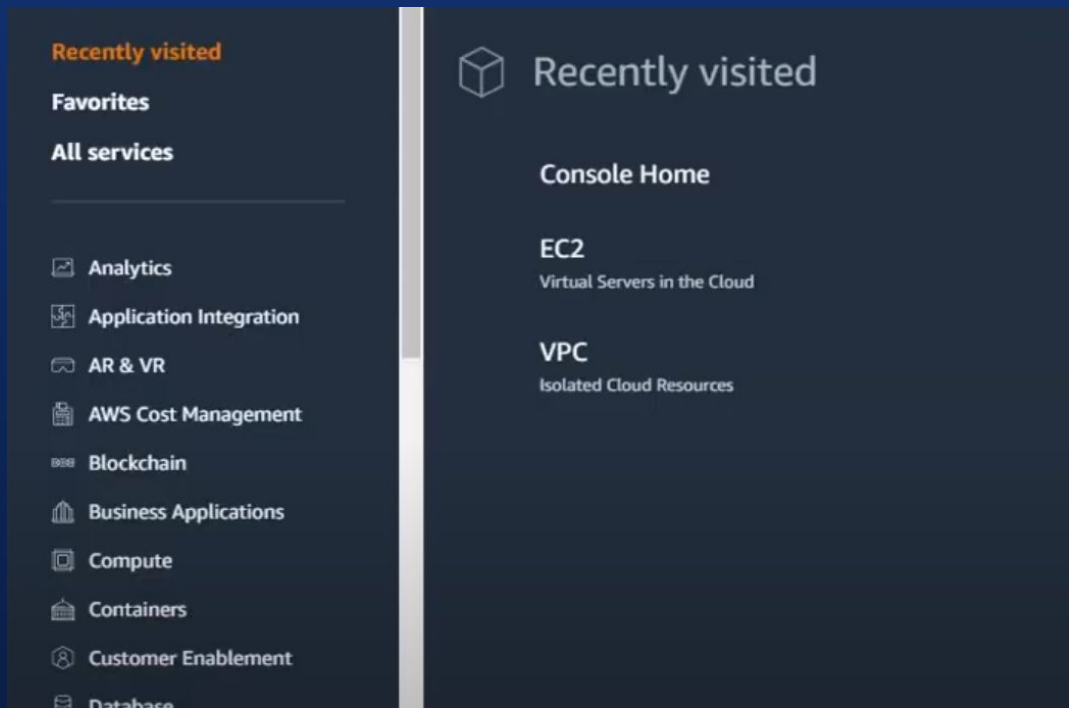 Recently visited
Favorites
All services
Analytics
Application Integration
AR & VR
AWS Cost Management
Blockchain
Business Applications
Compute
Containers
Customer Enablement
Database
Recently visited
Console Home
EC2
Virtual Servers in the Cloud
VPC
Isolated Cloud Resources